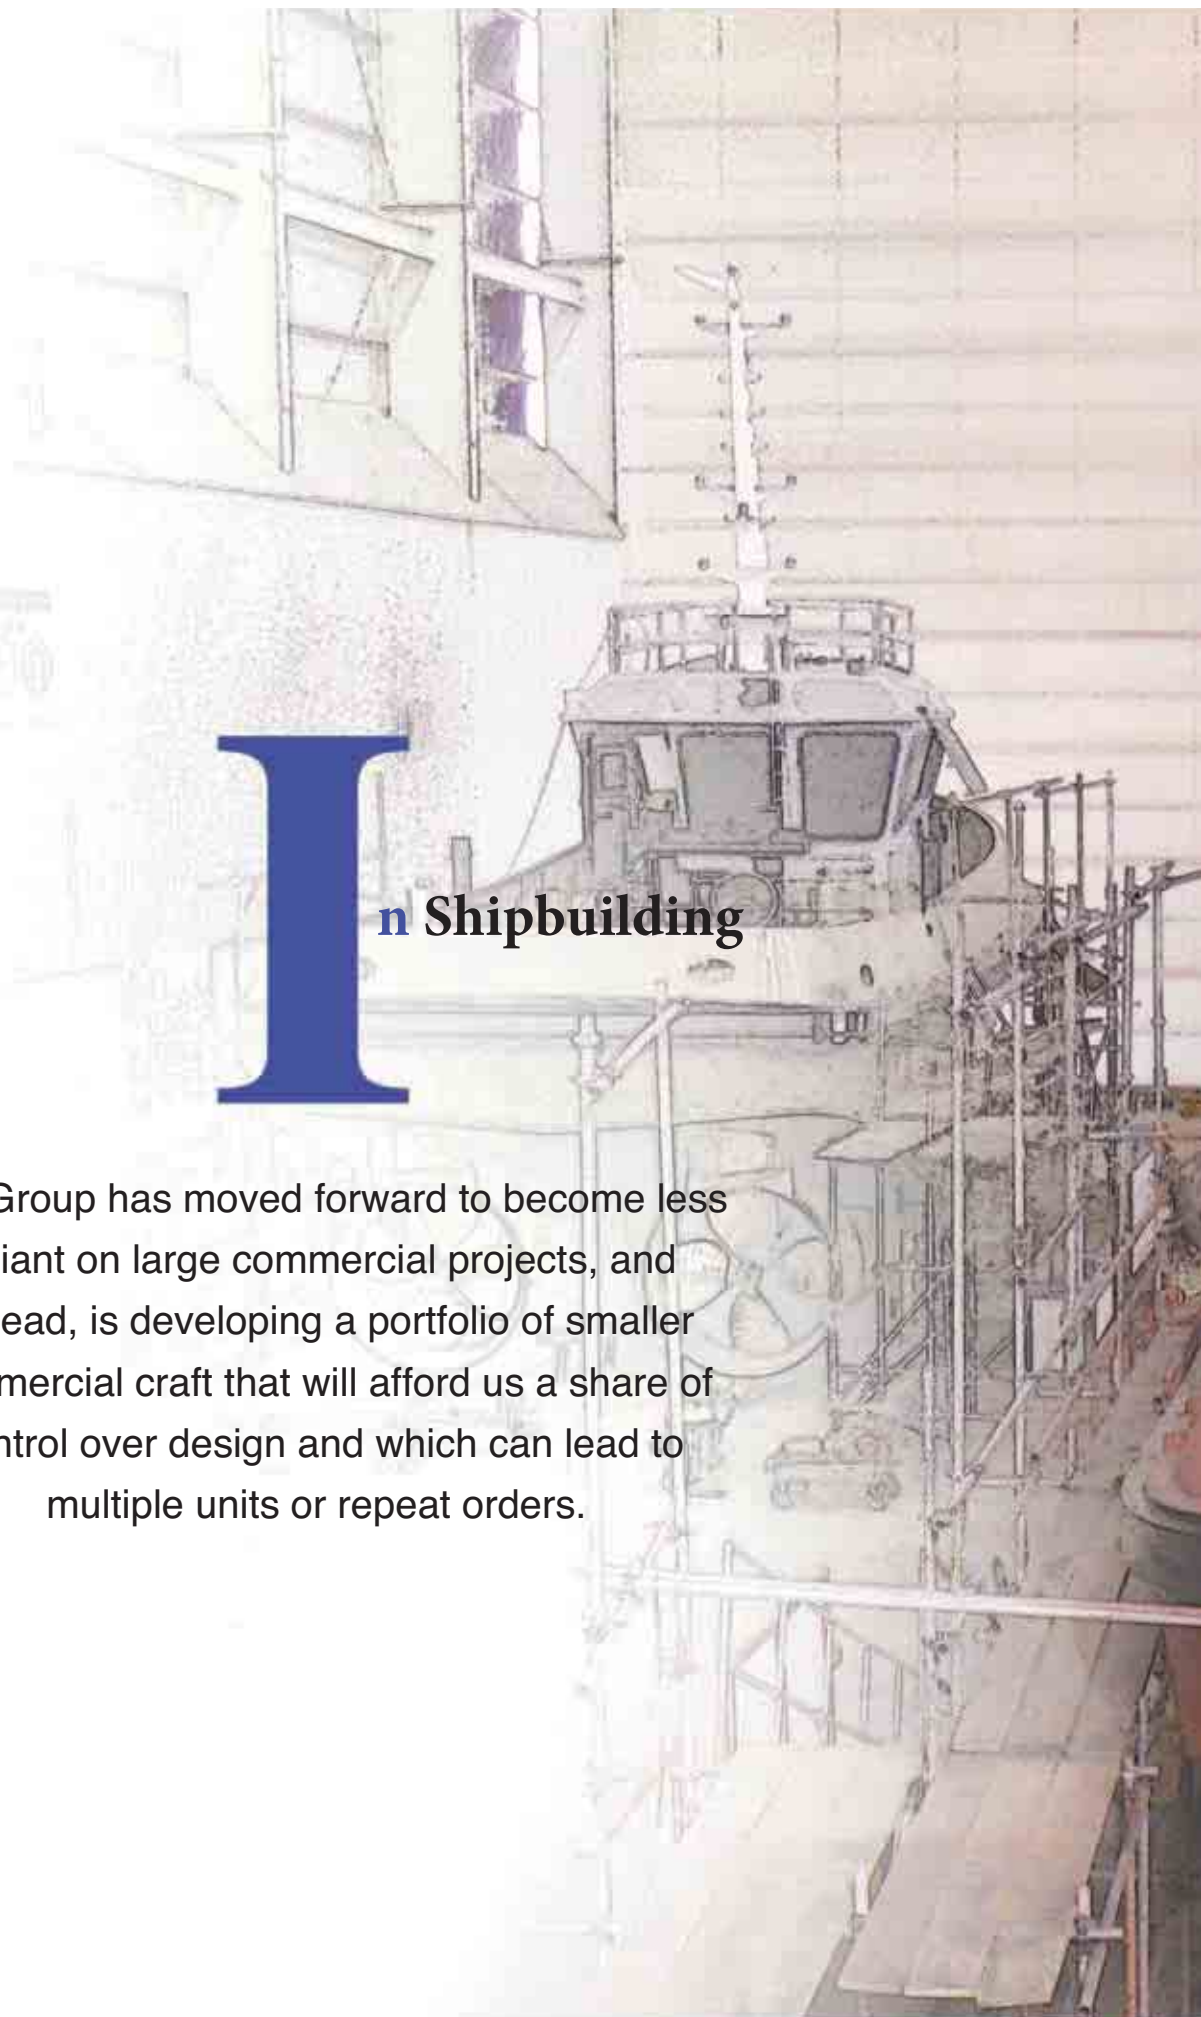 In Shipbuilding
Group has moved forward to become less
iant on large commercial projects, and
ead, is developing a portfolio of smaller
mercial craft that will afford us a share of
ntrol over design and which can lead to
multiple units or repeat orders.